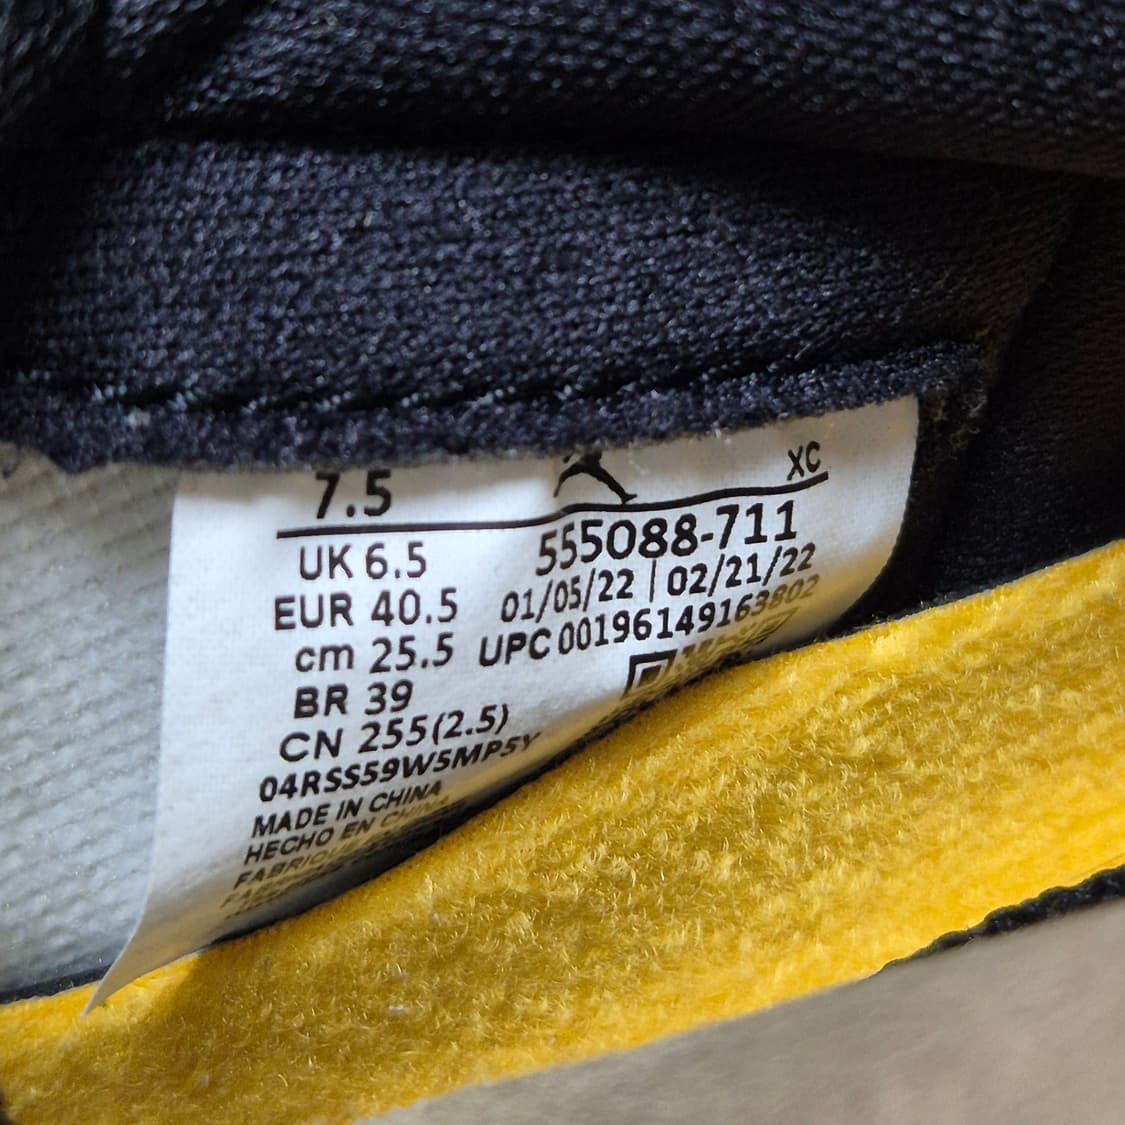 7.5 XC
UK 6.5 555088-711
EUR 40.5 01/05/22 | 02/21/22
cm 25.5 UPC 00196149163802
BR 39
CN 255(2.5)
04RSS59W5MP5Y
MADE IN CHINA
HECHO EN CHINA